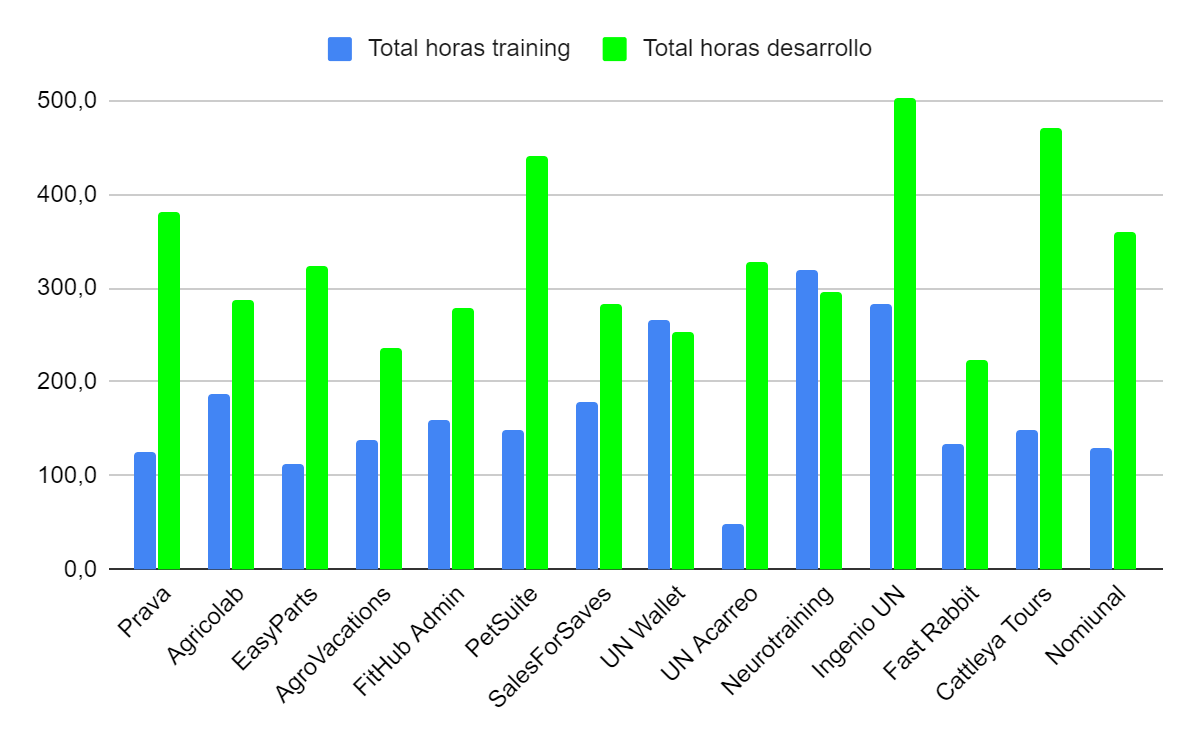 Total horas training
Total horas desarrollo
500,0
400,0
300,0
200,0
100,0
0,0
Prava
Agricolab
EasyParts
AgroVacations
FitHub Admin
PetSuite
SalesForSaves
UN Wallet
UN Acarreo
Neurotraining
Ingenio UN
Fast Rabbit
Cattleya Tours
Nomiunal